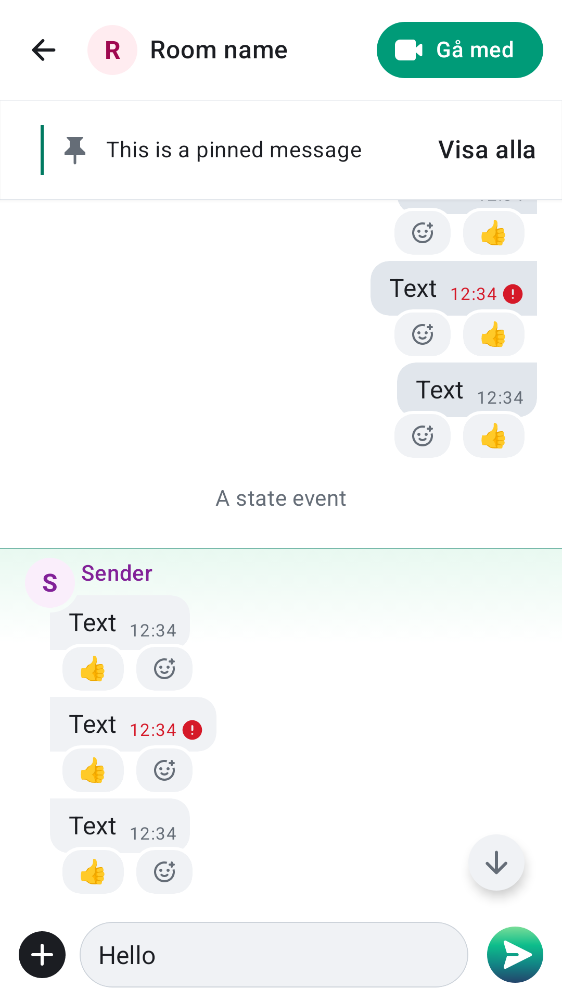 R Room name Gå med
This is a pinned message Visa alla
Text 12:34
Text 12:34
A state event
S Sender
Text 12:34
Text 12:34
Text 12:34
Hello